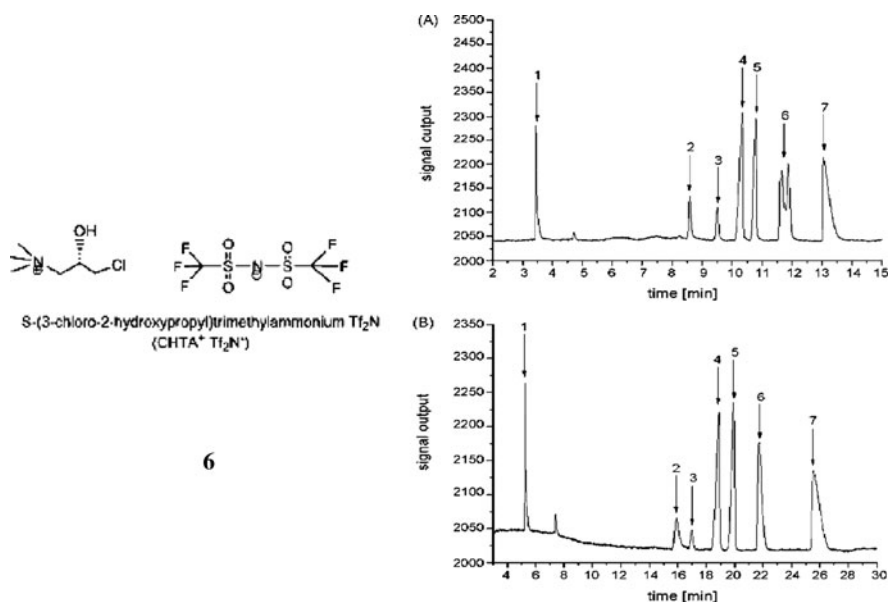 OH
N
⊕
Cl
F
F
F
S
O
O
N
⊖
S
O
O
F
F
F
S-(3-chloro-2-hydroxypropyl)trimethylammonium Tf₂N
(CHTA⁺ Tf₂N⁻)
6
(A)
signal output
2500
2450
2400
2350
2300
2250
2200
2150
2100
2050
2000
1
2
3
4
5
6
7
2 3 4 5 6 7 8 9 10 11 12 13 14 15
time [min]
(B)
signal output
2350
2300
2250
2200
2150
2100
2050
2000
1
2
3
4
5
6
7
4 6 8 10 12 14 16 18 20 22 24 26 28 30
time [min]